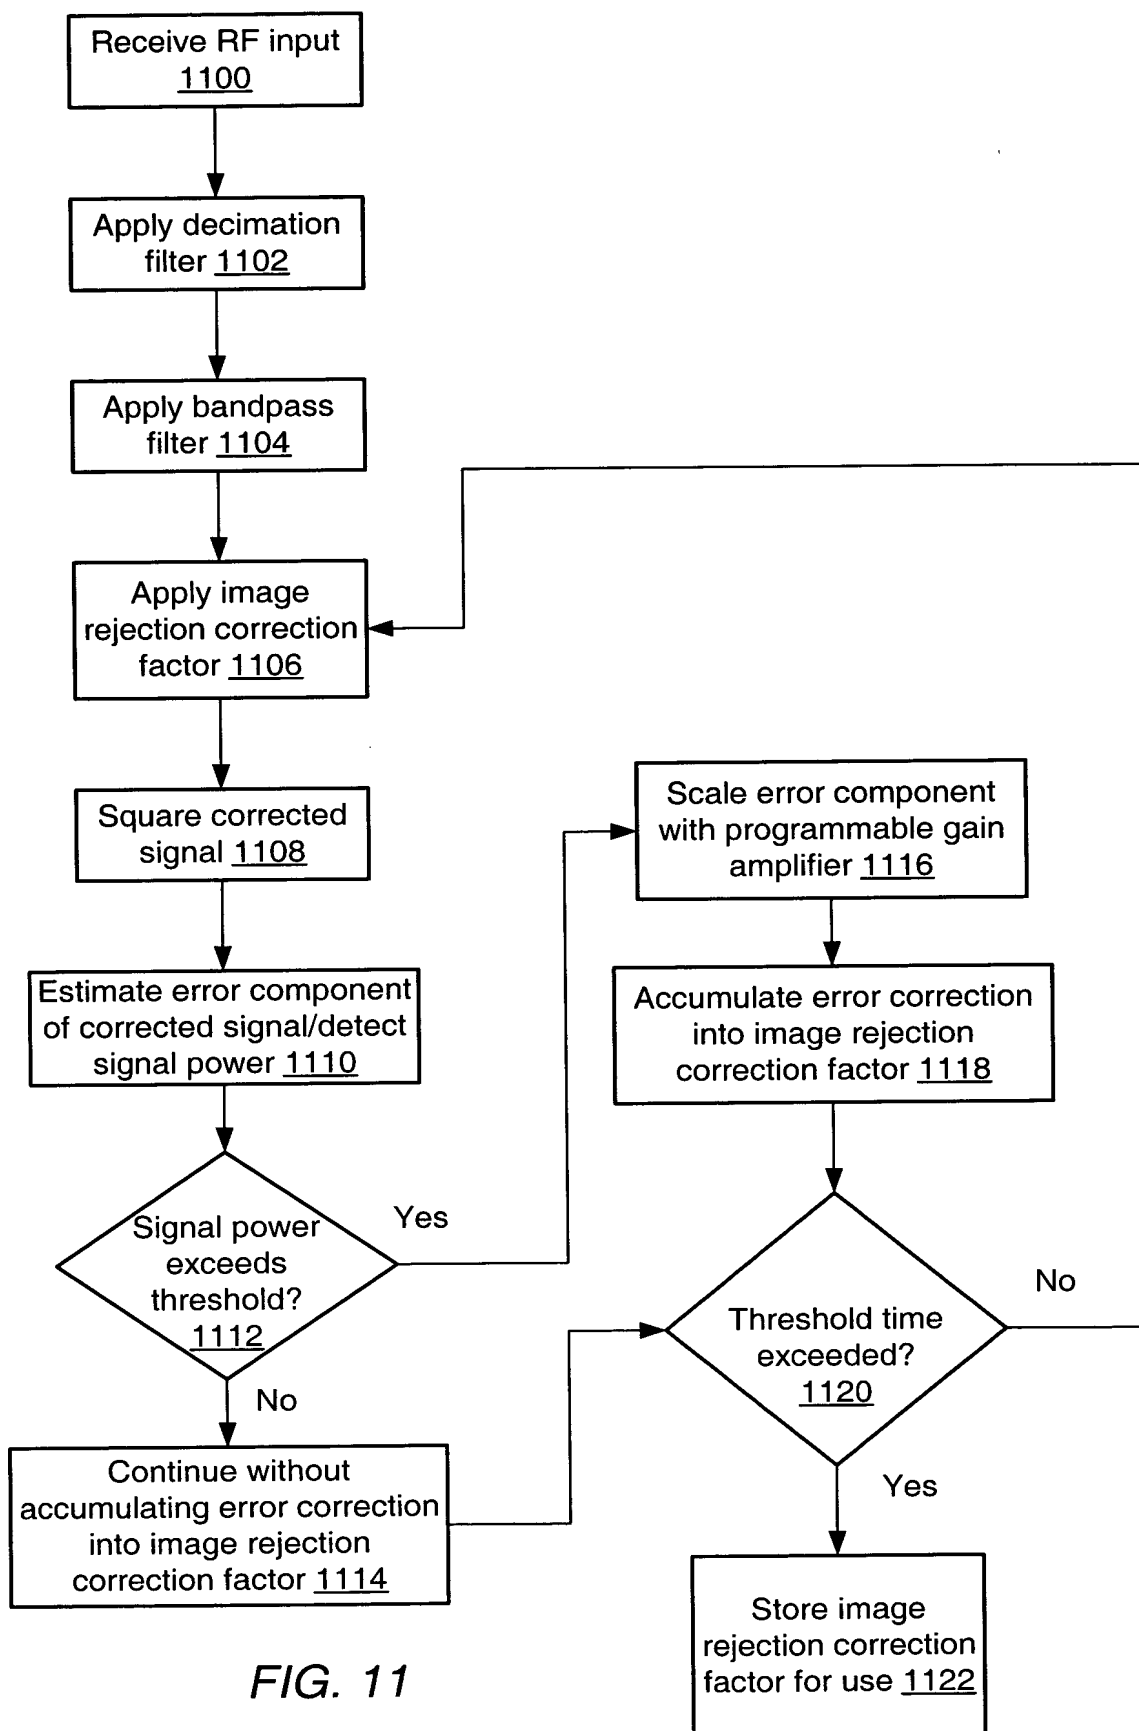 Receive RF input
1100
Apply decimation
filter 1102
Apply bandpass
filter 1104
Apply image
rejection correction
factor 1106
Square corrected
signal 1108
Estimate error component
of corrected signal/detect
signal power 1110
Signal power
exceeds
threshold?
1112
Yes
No
Continue without
accumulating error correction
into image rejection
correction factor 1114
Scale error component
with programmable gain
amplifier 1116
Accumulate error correction
into image rejection
correction factor 1118
Threshold time
exceeded?
1120
No
Yes
Store image
rejection correction
factor for use 1122
FIG. 11